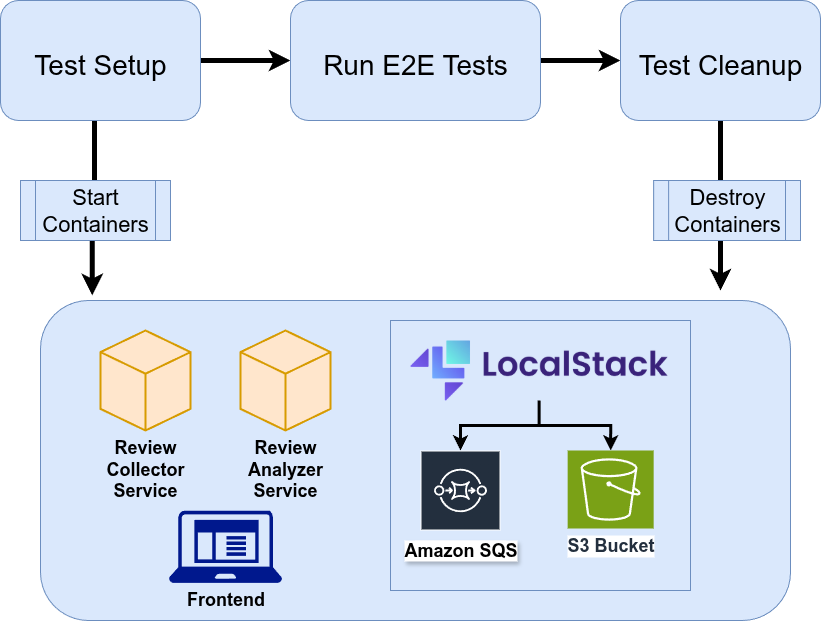 Test Setup
Run E2E Tests
Test Cleanup
Start
Containers
Destroy
Containers
Review
Collector
Service
Review
Analyzer
Service
Frontend
LocalStack
Amazon SQS
S3 Bucket